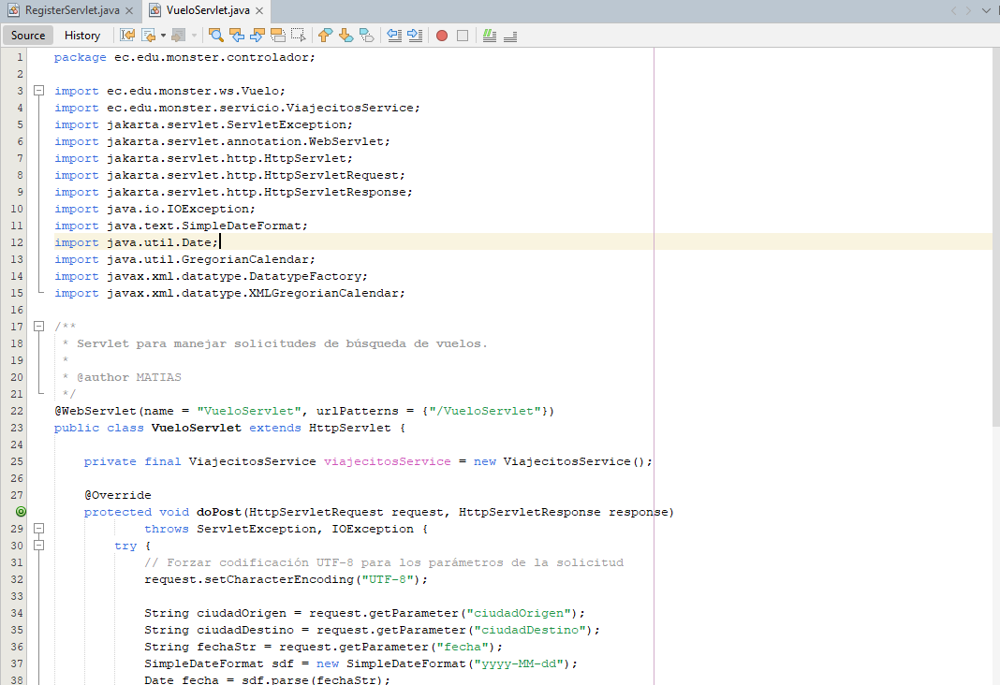 RegisterServlet.java
VueloServlet.java
Source History
1 package ec.edu.monster.controlador;
2
3 import ec.edu.monster.ws.Vuelo;
4 import ec.edu.monster.servicio.ViajecitosService;
5 import jakarta.servlet.ServletException;
6 import jakarta.servlet.annotation.WebServlet;
7 import jakarta.servlet.http.HttpServlet;
8 import jakarta.servlet.http.HttpServletRequest;
9 import jakarta.servlet.http.HttpServletResponse;
10 import java.io.IOException;
11 import java.text.SimpleDateFormat;
12 import java.util.Date;
13 import java.util.GregorianCalendar;
14 import javax.xml.datatype.DatatypeFactory;
15 import javax.xml.datatype.XMLGregorianCalendar;
16
17 /**
18 * Servlet para manejar solicitudes de búsqueda de vuelos.
19 *
20 * @author MATIAS
21 */
22 @WebServlet(name = "VueloServlet", urlPatterns = {"/VueloServlet"})
23 public class VueloServlet extends HttpServlet {
24
25 private final ViajecitosService viajecitosService = new ViajecitosService();
26
27 @Override
protected void doPost(HttpServletRequest request, HttpServletResponse response)
29 throws ServletException, IOException {
30 try {
31 // Forzar codificación UTF-8 para los parámetros de la solicitud
32 request.setCharacterEncoding("UTF-8");
33
34 String ciudadOrigen = request.getParameter("ciudadOrigen");
35 String ciudadDestino = request.getParameter("ciudadDestino");
36 String fechaStr = request.getParameter("fecha");
37 SimpleDateFormat sdf = new SimpleDateFormat("yyyy-MM-dd");
38 Date fecha = sdf.parse(fechaStr);